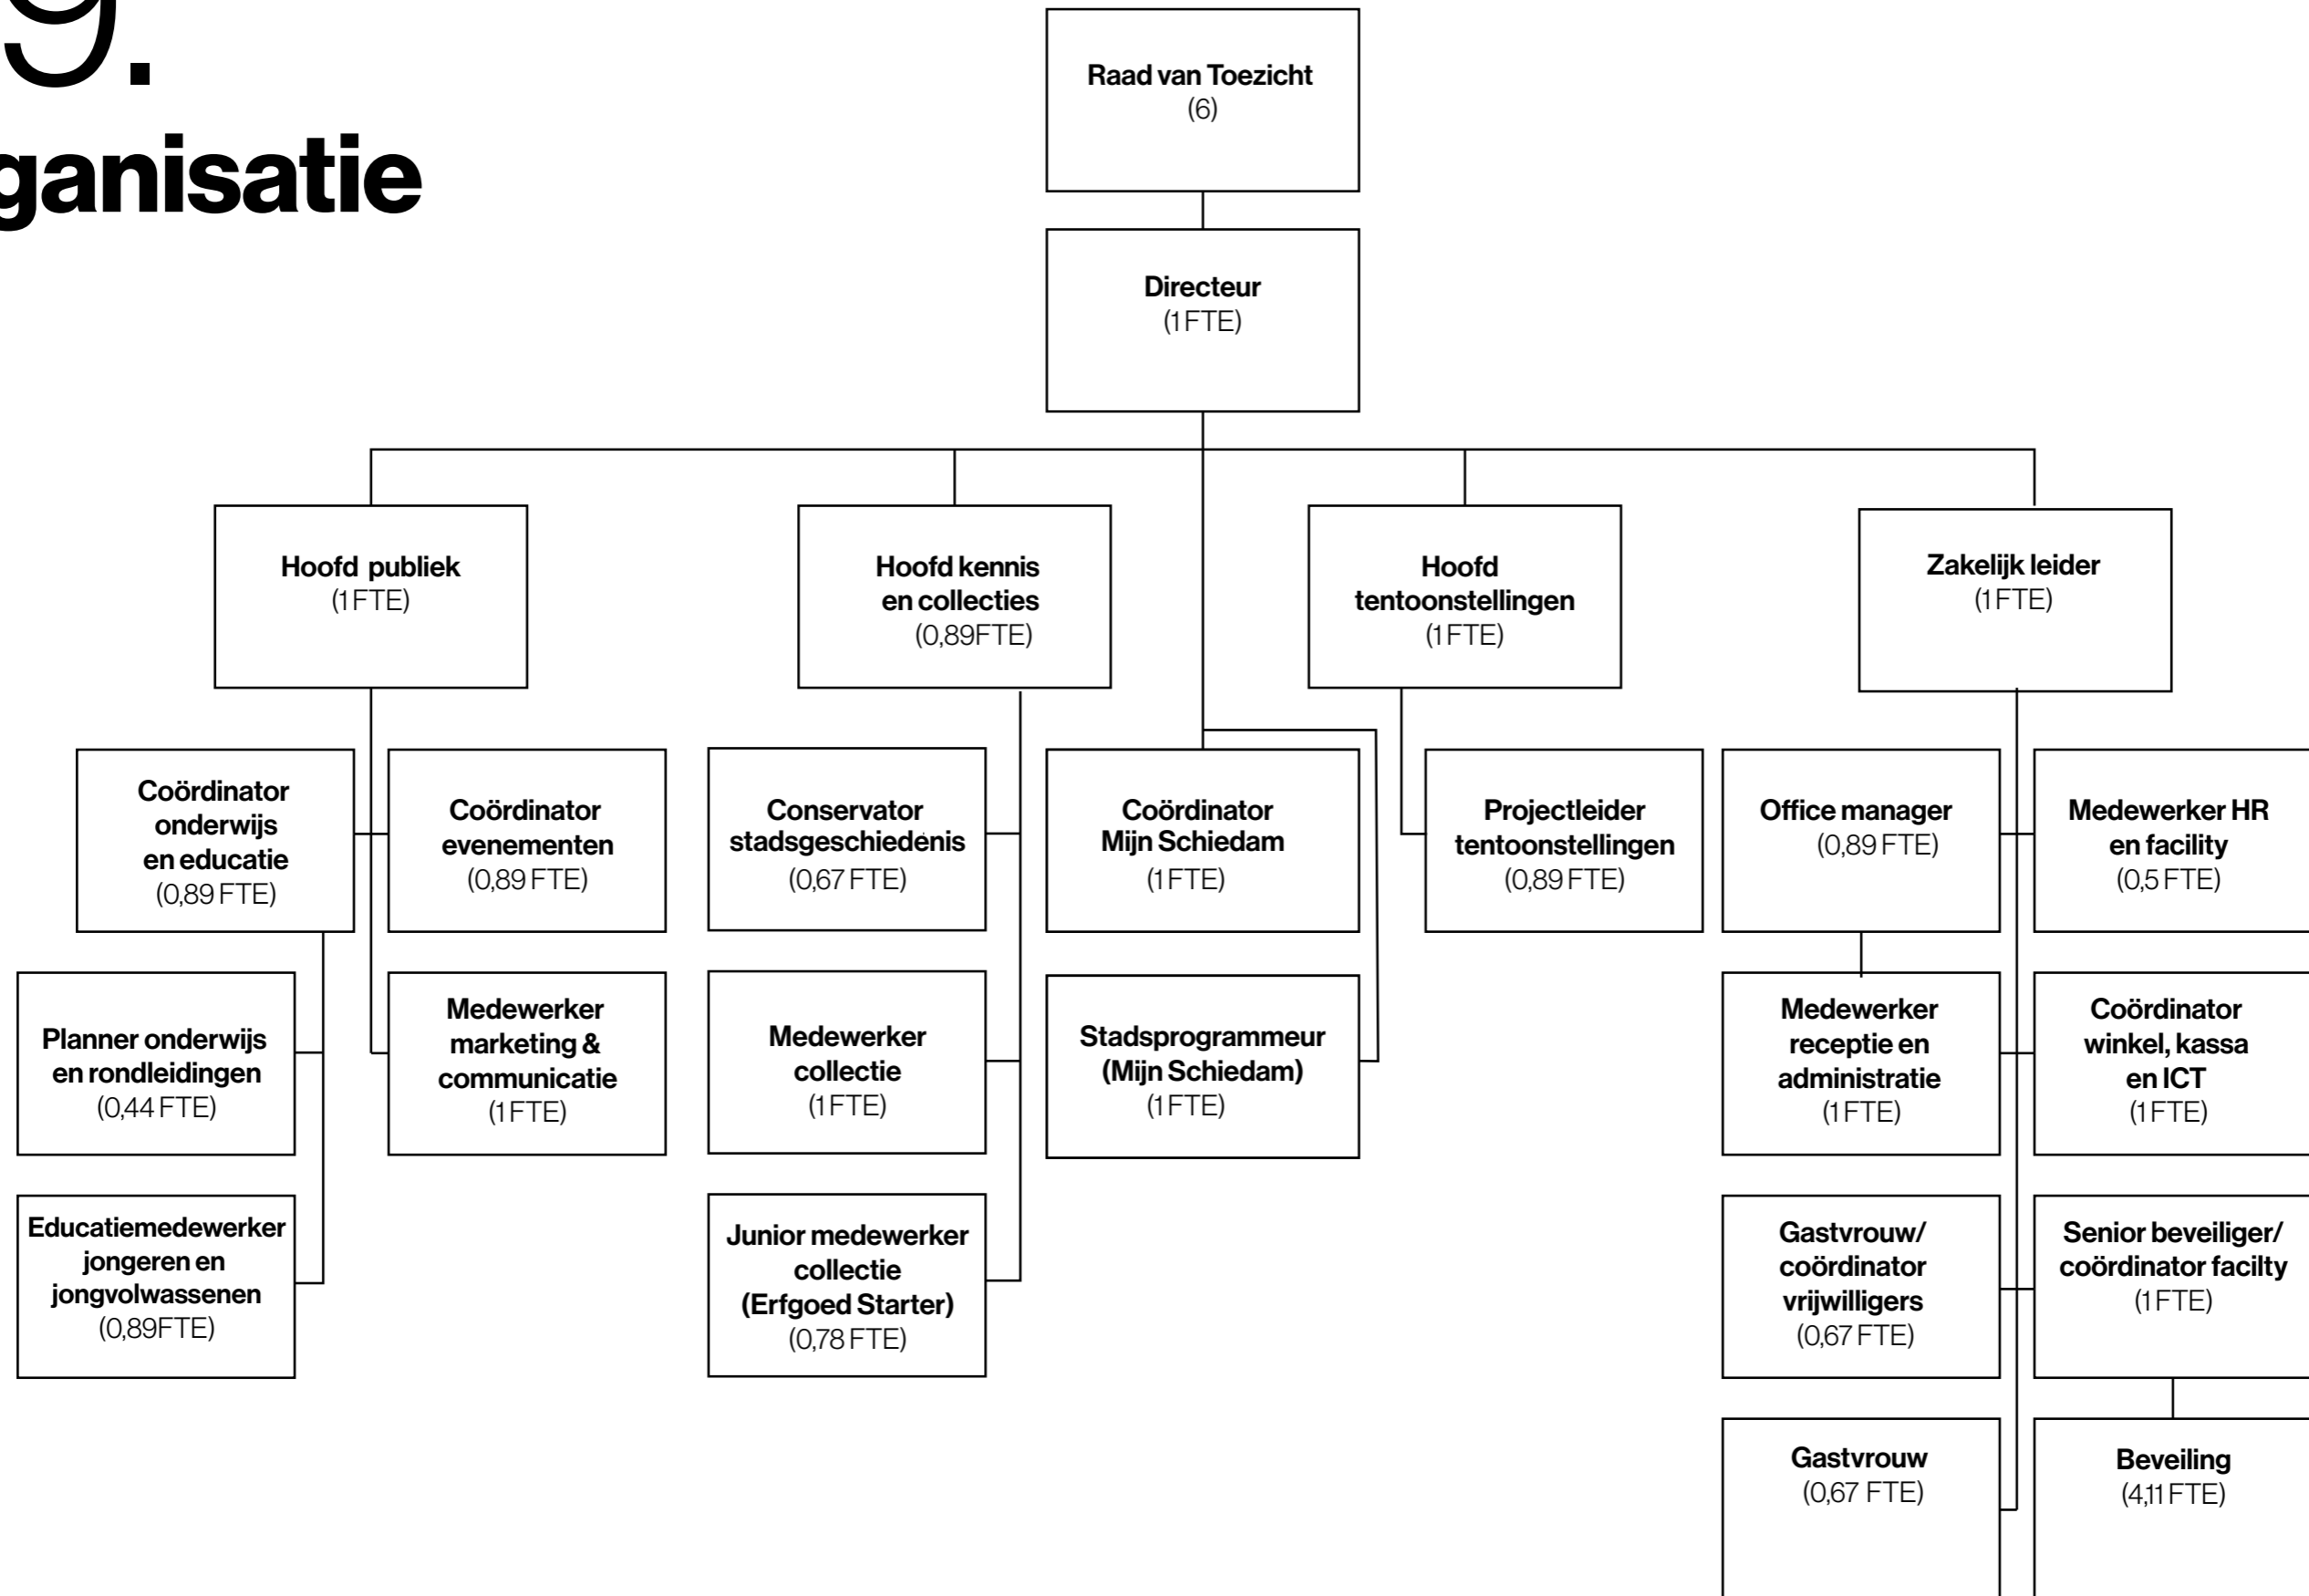 9.
ganisatie
Raad van Toezicht
(6)
Directeur
(1 FTE)
Hoofd publiek
(1 FTE)
Hoofd kennis
en collecties
(0,89FTE)
Hoofd
tentoonstellingen
(1 FTE)
Zakelijk leider
(1 FTE)
Coördinator
onderwijs
en educatie
(0,89 FTE)
Coördinator
evenementen
(0,89 FTE)
Conservator
stadsgeschiedenis
(0,67 FTE)
Coördinator
Mijn Schiedam
(1 FTE)
Projectleider
tentoonstellingen
(0,89 FTE)
Office manager
(0,89 FTE)
Medewerker HR
en facility
(0,5 FTE)
Planner onderwijs
en rondleidingen
(0,44 FTE)
Medewerker
marketing &
communicatie
(1 FTE)
Medewerker
collectie
(1 FTE)
Stadsprogrammeur
(Mijn Schiedam)
(1 FTE)
Medewerker
receptie en
administratie
(1 FTE)
Coördinator
winkel, kassa
en ICT
(1 FTE)
Educatiemedewerker
jongeren en
jongvolwassenen
(0,89FTE)
Junior medewerker
collectie
(Erfgoed Starter)
(0,78 FTE)
Gastvrouw/
coördinator
vrijwilligers
(0,67 FTE)
Senior beveiliger/
coördinator facilty
(1 FTE)
Gastvrouw
(0,67 FTE)
Beveiling
(4,11 FTE)